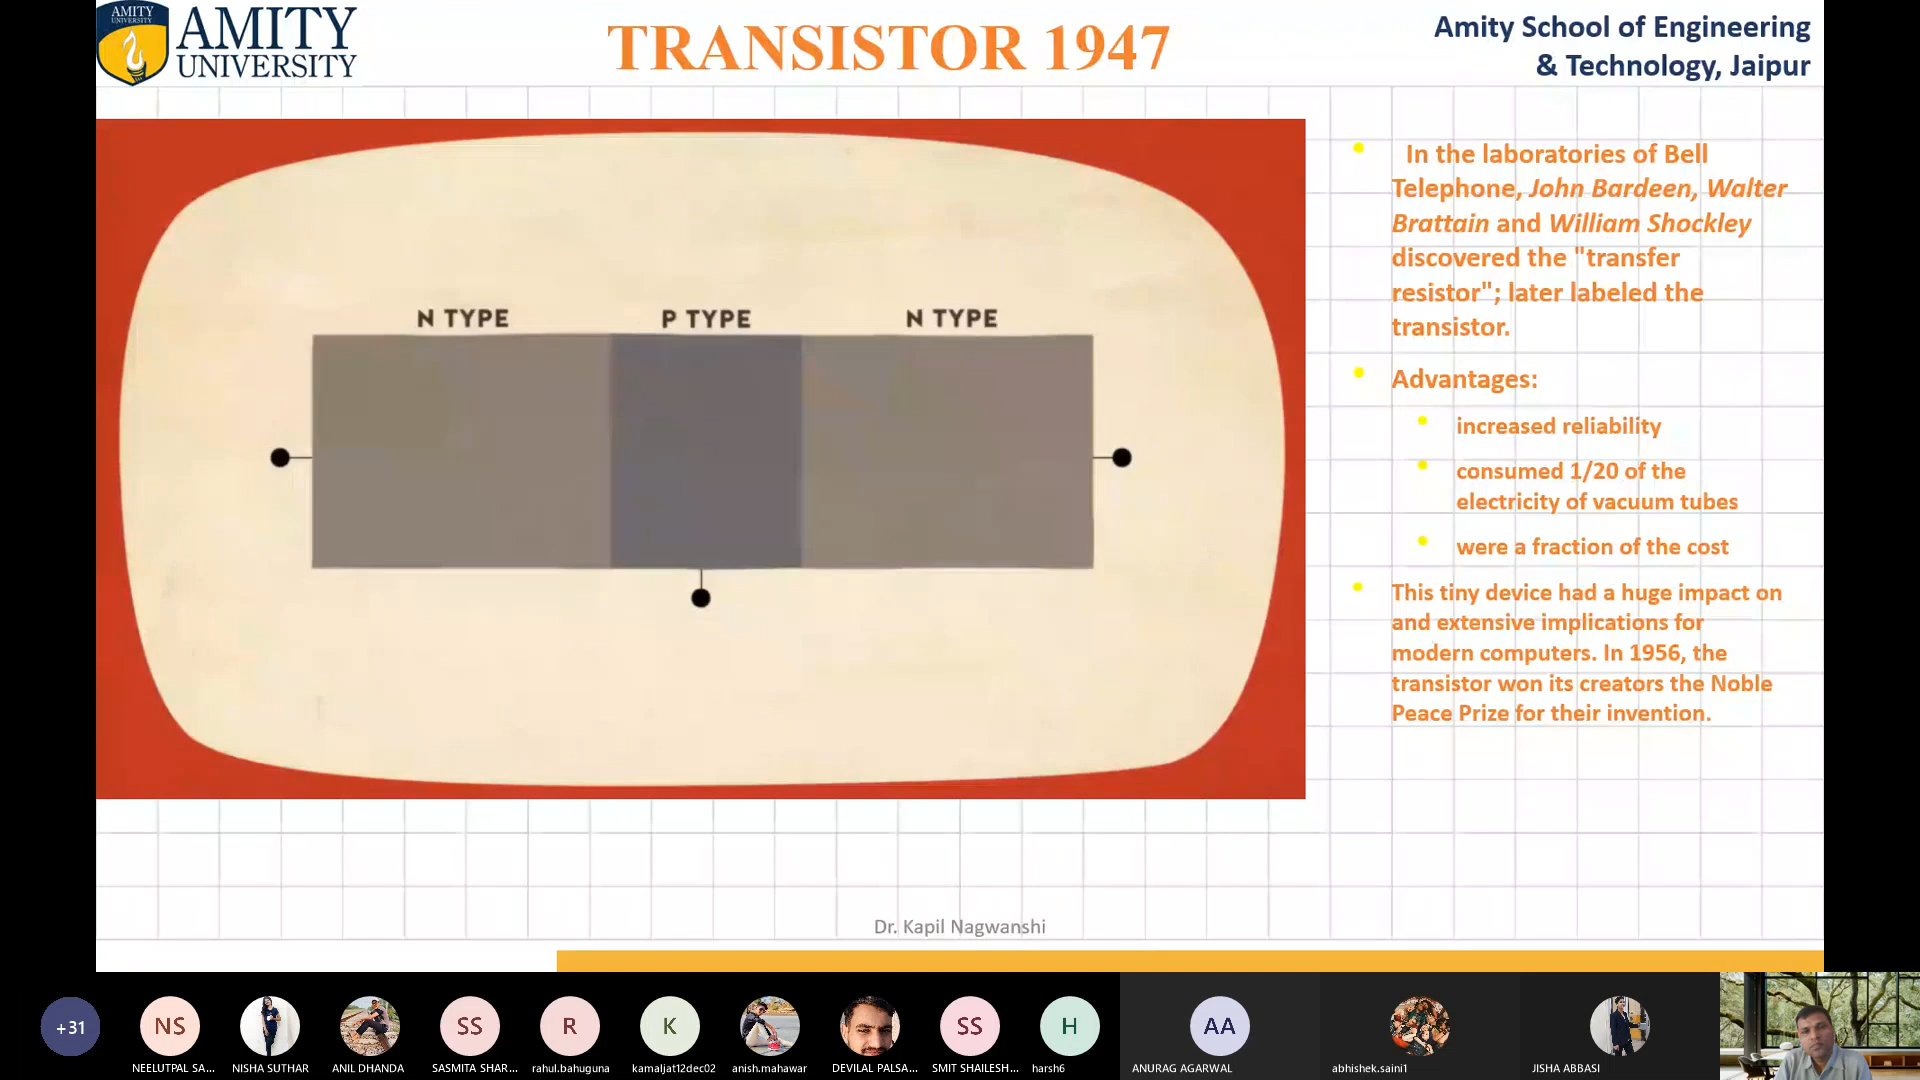 AMITY
UNIVERSITY
AMITY
UNIVERSITY
TRANSISTOR 1947
Amity School of Engineering
& Technology, Jaipur
N TYPE
P TYPE
N TYPE
In the laboratories of Bell
Telephone, John Bardeen, Walter
Brattain and William Shockley
discovered the "transfer
resistor"; later labeled the
transistor.
Advantages:
increased reliability
consumed 1/20 of the
electricity of vacuum tubes
were a fraction of the cost
This tiny device had a huge impact on
and extensive implications for
modern computers. In 1956, the
transistor won its creators the Noble
Peace Prize for their invention.
Dr. Kapil Nagwanshi
+31
NS
SS
R
K
SS
H
AA
NEELUTPAL SA...
NISHA SUTHAR
ANIL DHANDA
SASMITA SHAR...
rahul.bahuguna
kamaljat12dec02
anish.mahawar
DEVILAL PALSA...
SMIT SHAILESH...
harsh6
ANURAG AGARWAL
abhishek.saini1
JISHA ABBASI